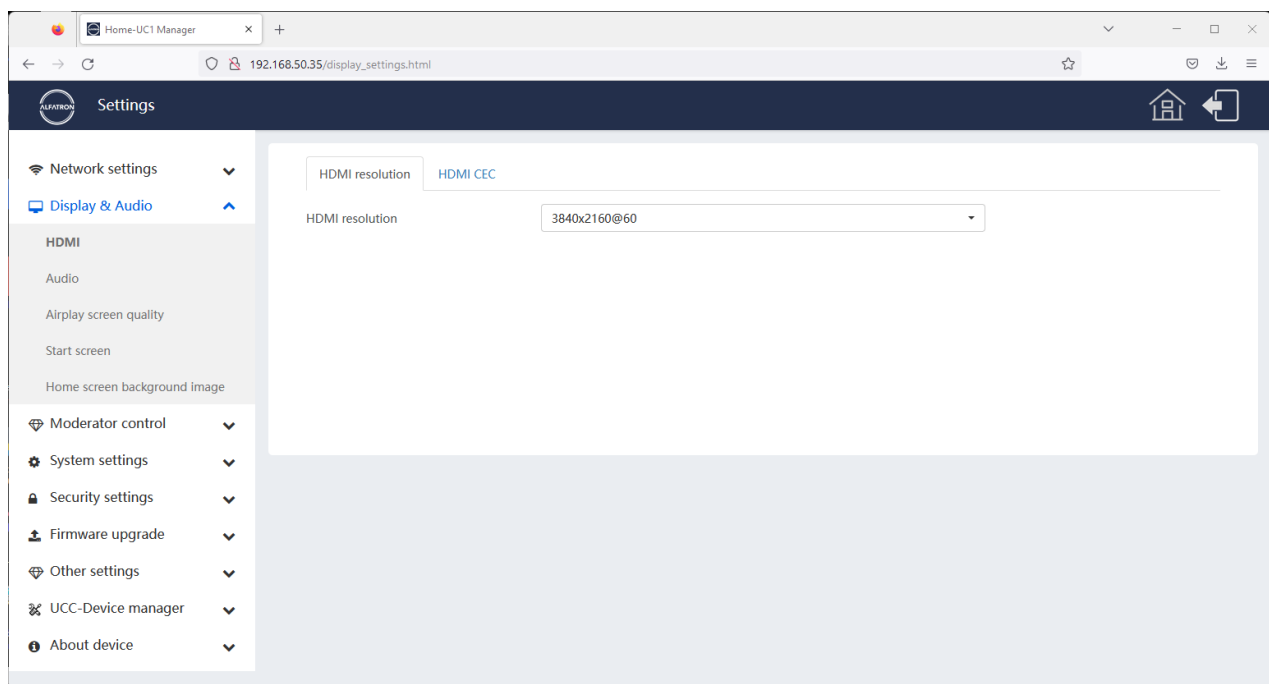 Home-UC1 Manager
192.168.50.35/display_settings.html
ALFATRON
Settings
Network settings
Display & Audio
HDMI
Audio
Airplay screen quality
Start screen
Home screen background image
Moderator control
System settings
Security settings
Firmware upgrade
Other settings
UCC-Device manager
About device
HDMI resolution HDMI CEC
HDMI resolution 3840x2160@60